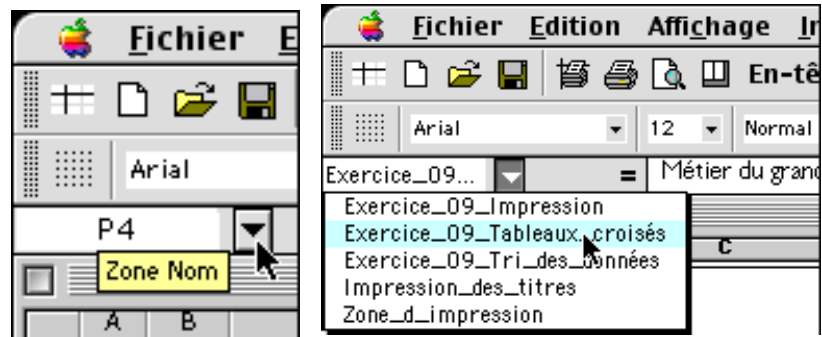 Fichier E
Arial
P4
Zone Nom
A B
Fichier Edition Affichage In
En-tê
Arial 12 Normal
Exercice_09... = Métier du grand
Exercice_09_Impression
Exercice_09_Tableaux_croisés
C
Exercice_09_Tri_des_données
Impression_des_titres
Zone_d_impression